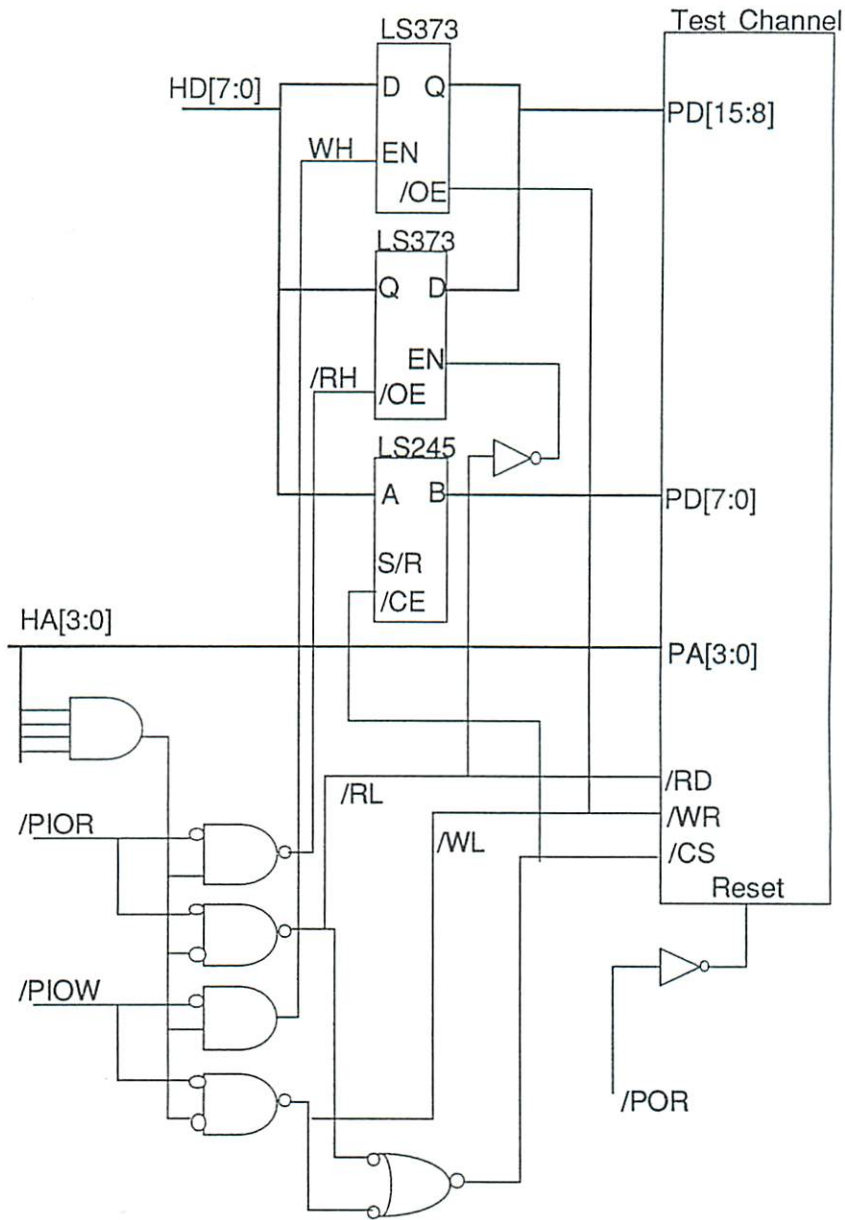 Test Channel
LS373
HD[7:0]
D Q
PD[15:8]
WH
EN
/OE
LS373
Q D
EN
/RH
/OE
LS245
A B
PD[7:0]
S/R
/CE
HA[3:0]
PA[3:0]
/RL
/RD
/PIOR
/WL
/WR
/CS
Reset
/PIOW
/POR